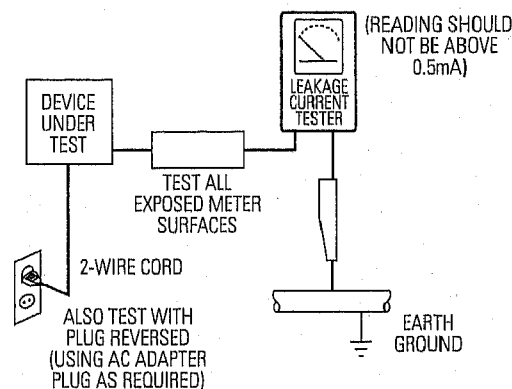 (READING SHOULD
NOT BE ABOVE
0.5mA)
LEAKAGE
CURRENT
TESTER
DEVICE
UNDER
TEST
TEST ALL
EXPOSED METER
SURFACES
2-WIRE CORD
ALSO TEST WITH
PLUG REVERSED
(USING AC ADAPTER
PLUG AS REQUIRED)
EARTH
GROUND